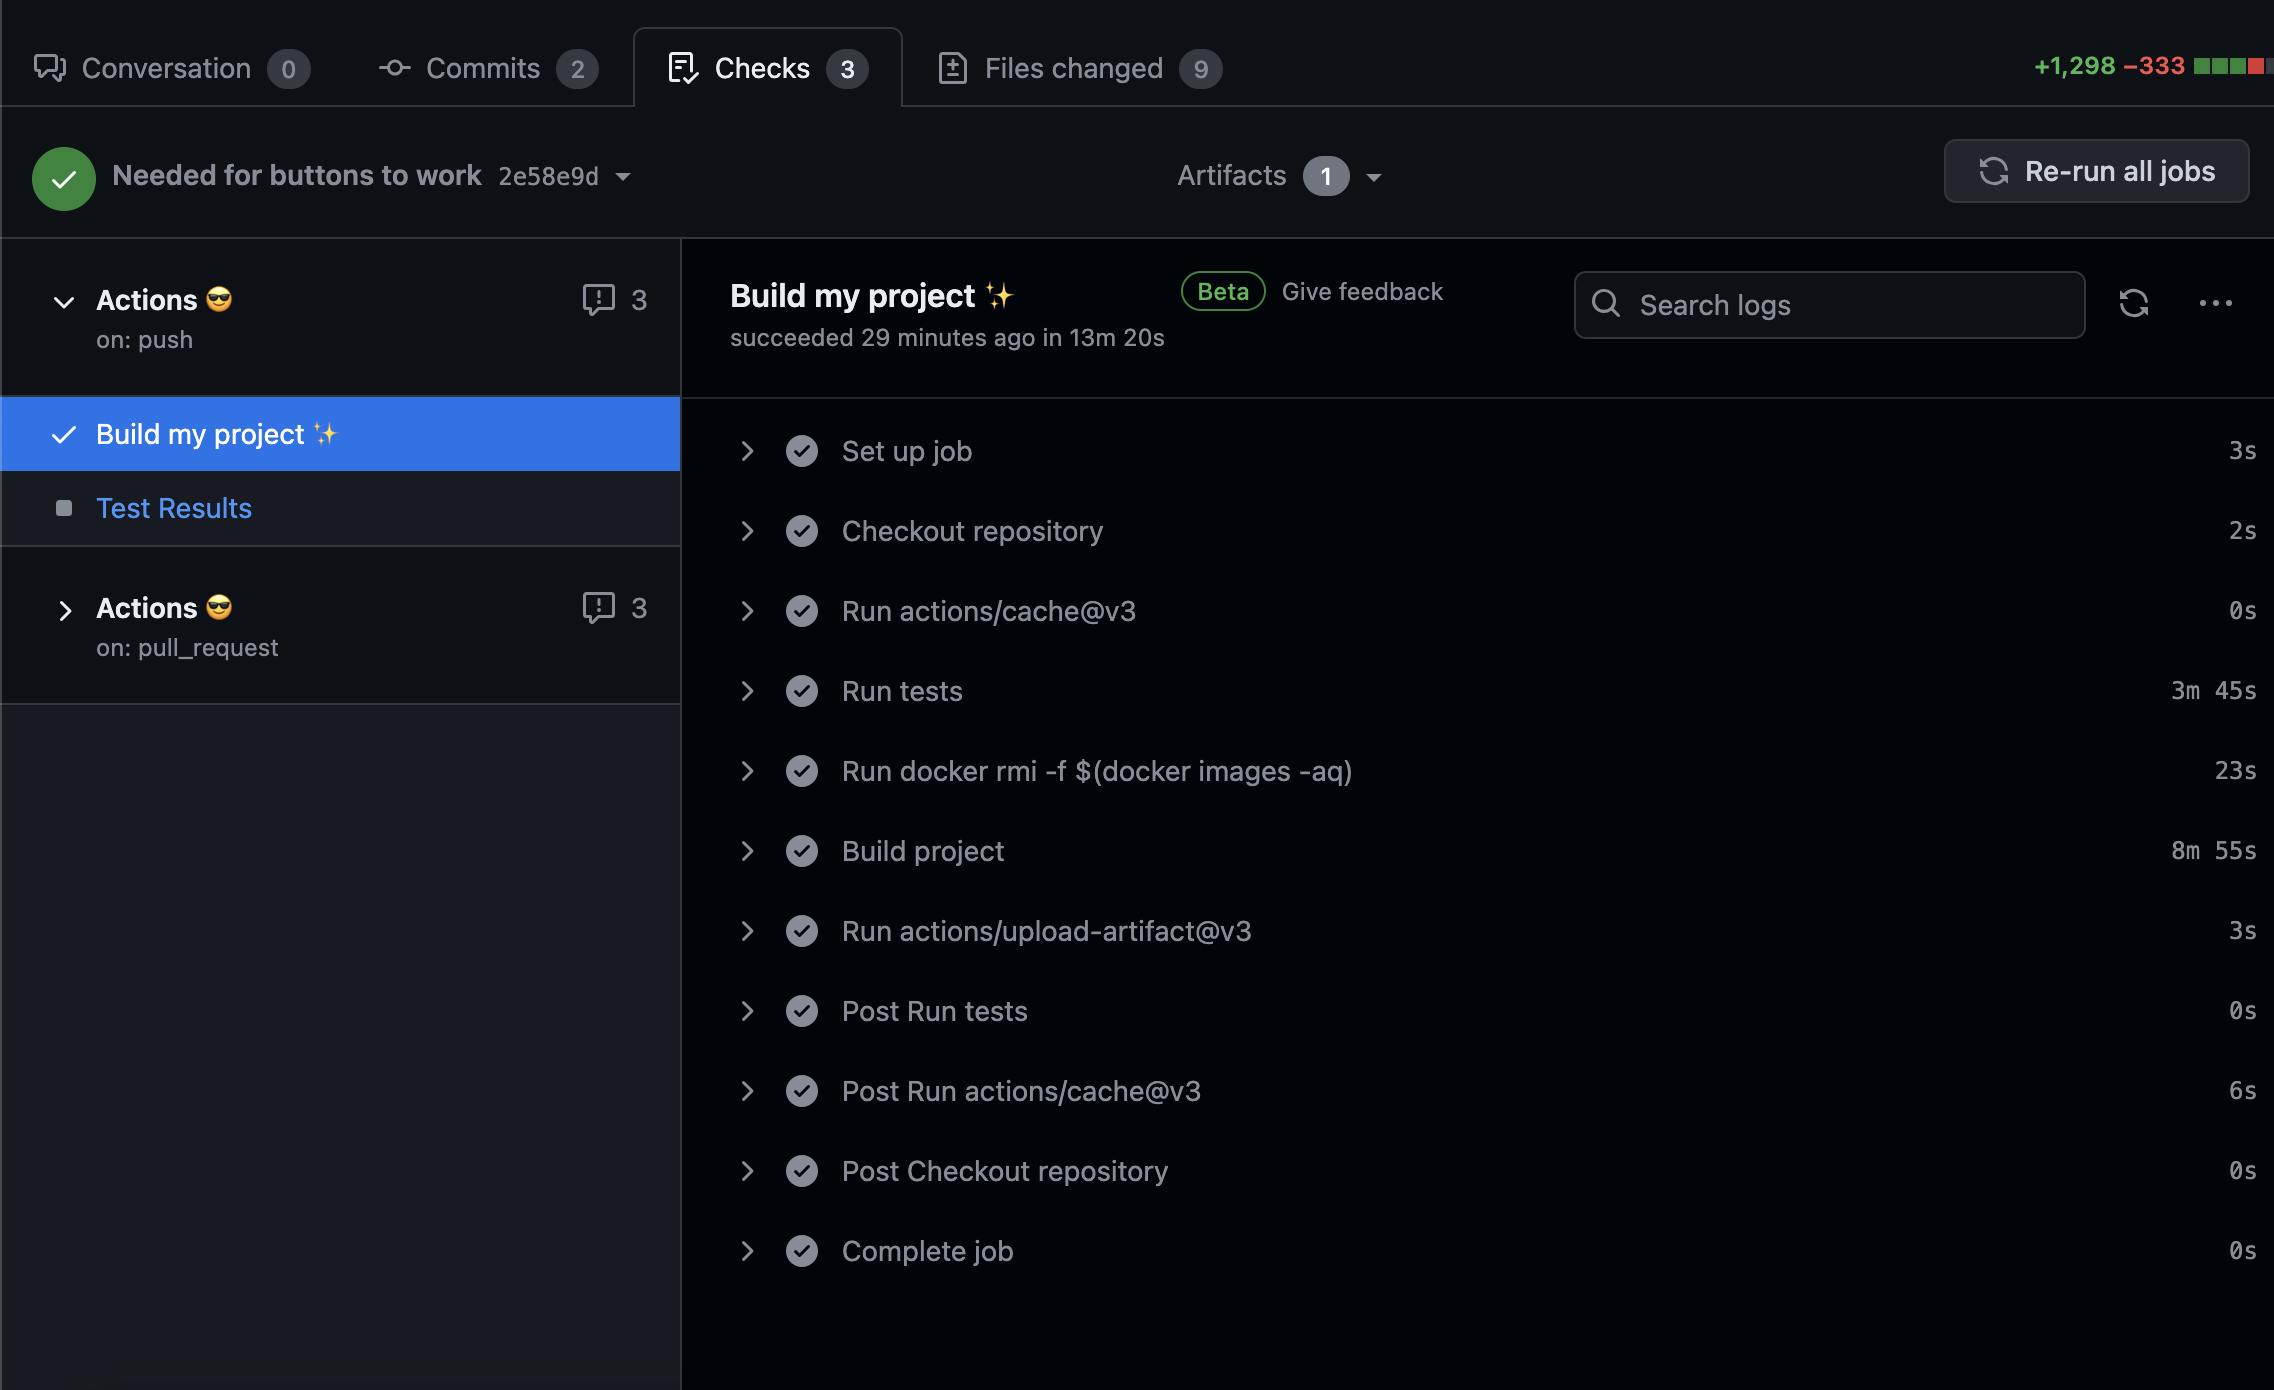 Conversation 0 Commits 2 Checks 3 Files changed 9 +1,298 −333
Needed for buttons to work 2e58e9d Artifacts 1 Re-run all jobs
Actions 😎 3
on: push
Build my project ✨
Test Results
Actions 😎 3
on: pull_request
Build my project ✨ Beta Give feedback Search logs
succeeded 29 minutes ago in 13m 20s
Set up job 3s
Checkout repository 2s
Run actions/cache@v3 0s
Run tests 3m 45s
Run docker rmi -f $(docker images -aq) 23s
Build project 8m 55s
Run actions/upload-artifact@v3 3s
Post Run tests 0s
Post Run actions/cache@v3 6s
Post Checkout repository 0s
Complete job 0s